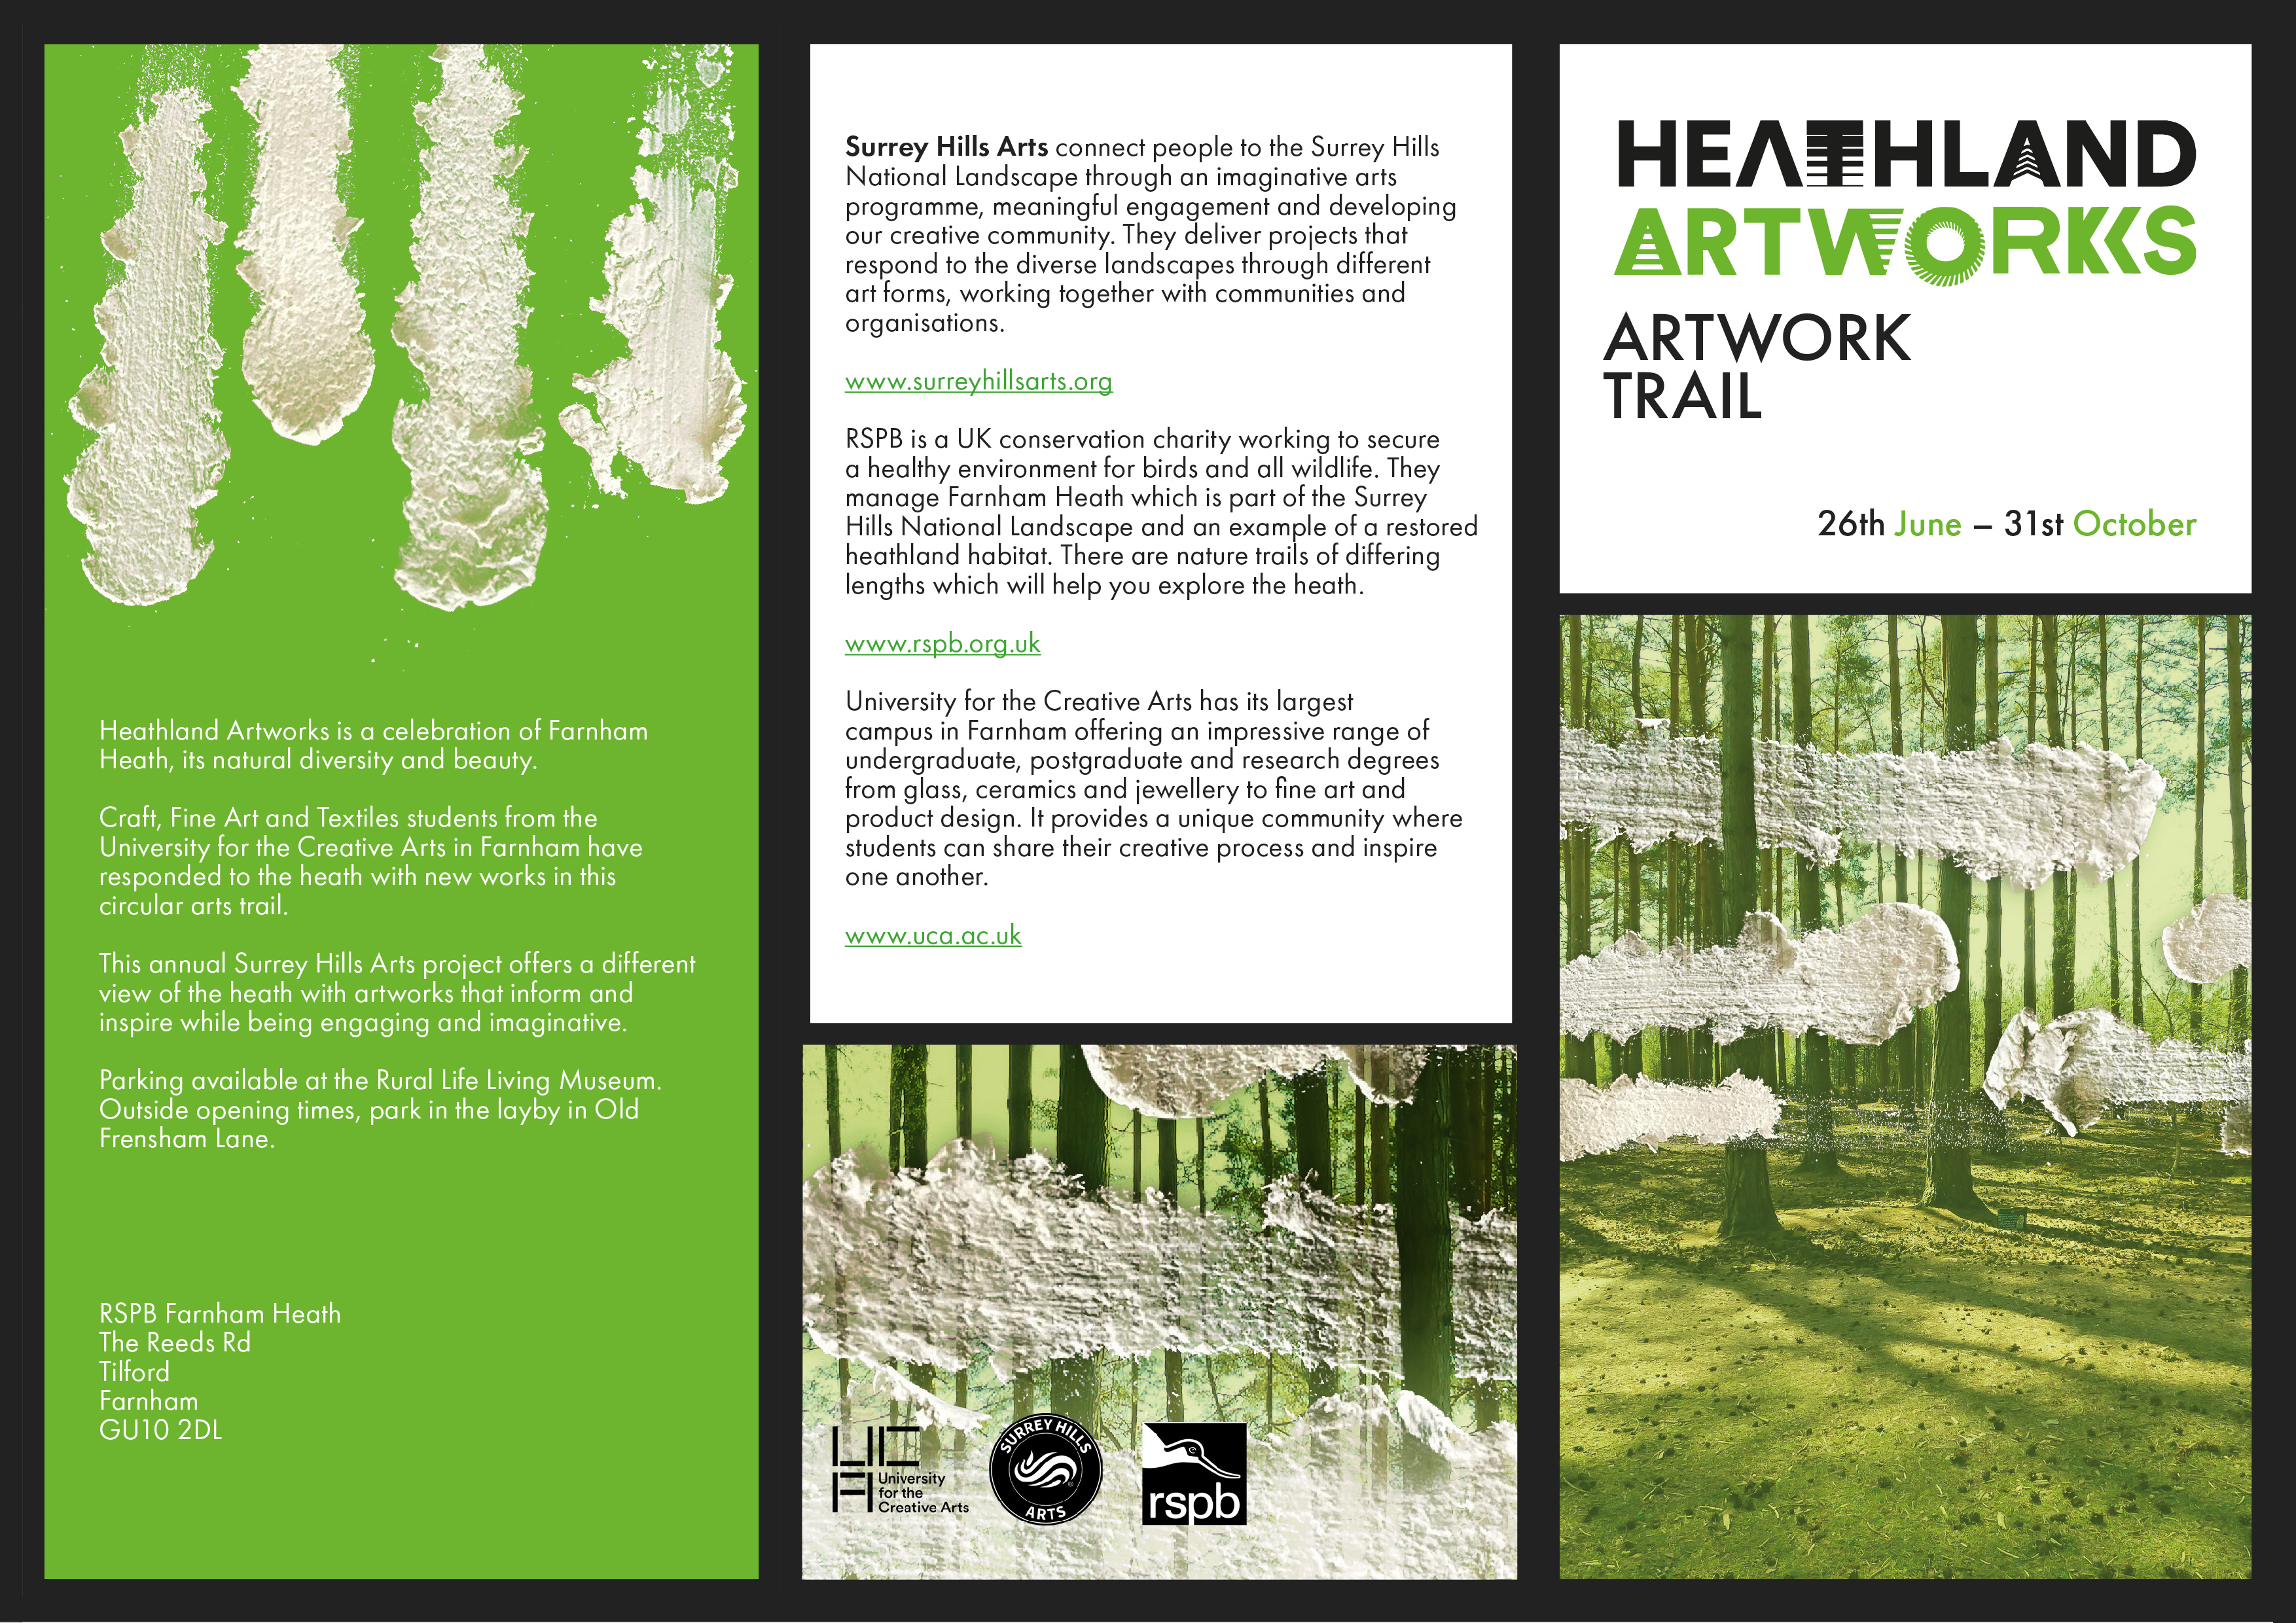 Heathland Artworks is a celebration of Farnham
Heath, its natural diversity and beauty.
Craft, Fine Art and Textiles students from the
University for the Creative Arts in Farnham have
responded to the heath with new works in this
circular arts trail.
This annual Surrey Hills Arts project offers a different
view of the heath with artworks that inform and
inspire while being engaging and imaginative.
Parking available at the Rural Life Living Museum.
Outside opening times, park in the layby in Old
Frensham Lane.
RSPB Farnham Heath
The Reeds Rd
Tilford
Farnham
GU10 2DL
Surrey Hills Arts connect people to the Surrey Hills
National Landscape through an imaginative arts
programme, meaningful engagement and developing
our creative community. They deliver projects that
respond to the diverse landscapes through different
art forms, working together with communities and
organisations.
www.surreyhillsarts.org
RSPB is a UK conservation charity working to secure
a healthy environment for birds and all wildlife. They
manage Farnham Heath which is part of the Surrey
Hills National Landscape and an example of a restored
heathland habitat. There are nature trails of differing
lengths which will help you explore the heath.
www.rspb.org.uk
University for the Creative Arts has its largest
campus in Farnham offering an impressive range of
undergraduate, postgraduate and research degrees
from glass, ceramics and jewellery to fine art and
product design. It provides a unique community where
students can share their creative process and inspire
one another.
www.uca.ac.uk
UCA
University
for the
Creative Arts
SURREY HILLS
ARTS
rspb
HEATHLAND
ARTWORKS
ARTWORK
TRAIL
26th June – 31st October